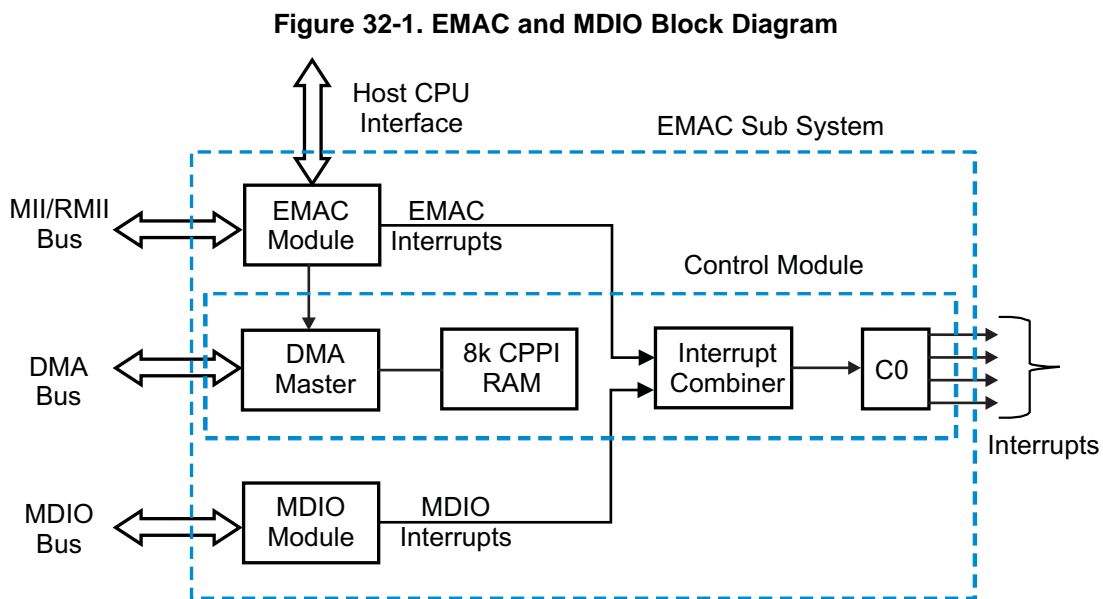 Figure 32-1. EMAC and MDIO Block Diagram
Host CPU
Interface
EMAC Sub System
MII/RMII
Bus
EMAC
Module
EMAC
Interrupts
Control Module
DMA
Bus
DMA
Master
8k CPPI
RAM
Interrupt
Combiner
C0
Interrupts
MDIO
Bus
MDIO
Module
MDIO
Interrupts